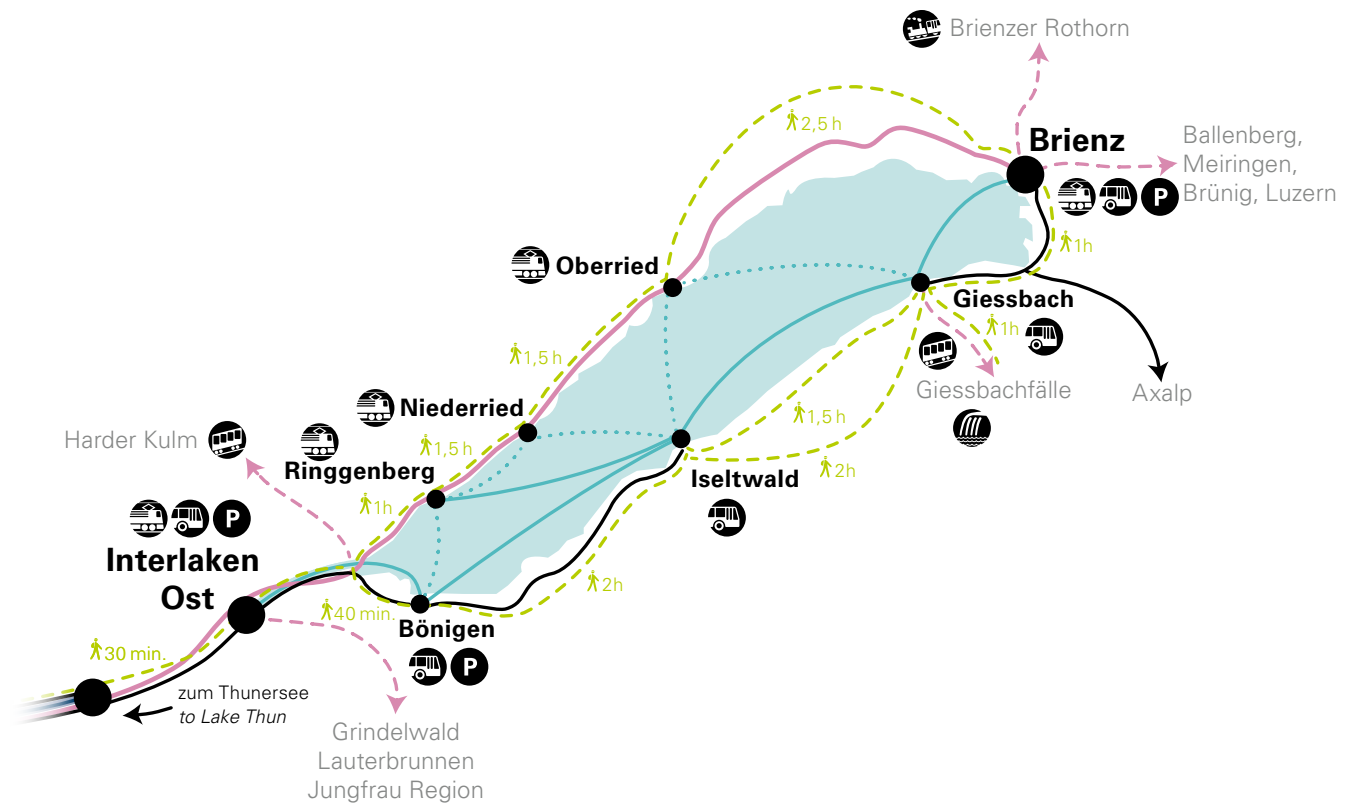 Brienzer Rothorn
2,5 h
Brienz
Ballenberg,
Meiringen,
Brünig, Luzern
P
1h
Oberried
Giessbach
1h
1,5 h
Giessbachfälle
Axalp
Niederried
1,5 h
Harder Kulm
1,5 h
Ringgenberg
2h
Iseltwald
1h
P
Interlaken
Ost
2h
40 min.
Bönigen
P
30 min.
zum Thunersee
to Lake Thun
Grindelwald
Lauterbrunnen
Jungfrau Region